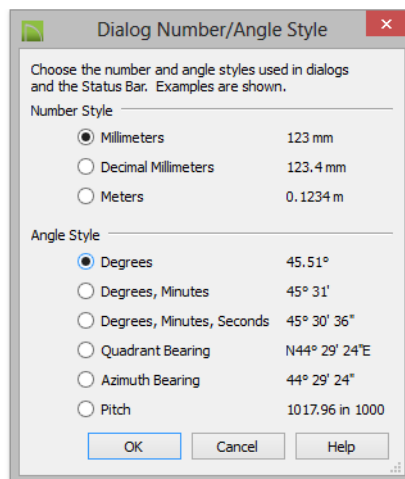 Dialog Number/Angle Style
Choose the number and angle styles used in dialogs
and the Status Bar. Examples are shown.
Number Style
Millimeters 123 mm
Decimal Millimeters 123.4 mm
Meters 0.1234 m
Angle Style
Degrees 45.51°
Degrees, Minutes 45° 31'
Degrees, Minutes, Seconds 45° 30' 36"
Quadrant Bearing N44° 29' 24"E
Azimuth Bearing 44° 29' 24"
Pitch 1017.96 in 1000
OK Cancel Help